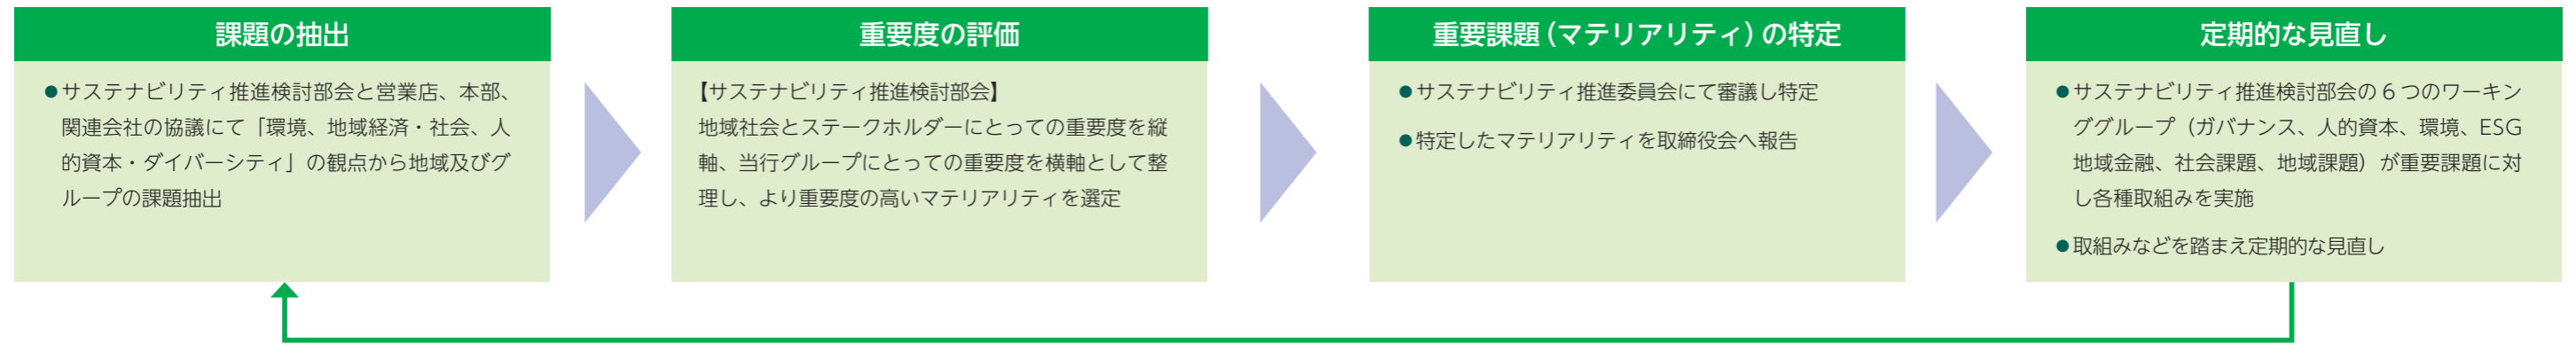 課題の抽出
●サステナビリティ推進検討部会と営業店、本部、
関連会社の協議にて「環境、地域経済・社会、人
的資本・ダイバーシティ」の観点から地域及びグ
ループの課題抽出
重要度の評価
【サステナビリティ推進検討部会】
地域社会とステークホルダーにとっての重要度を縦
軸、当行グループにとっての重要度を横軸として整
理し、より重要度の高いマテリアリティを選定
重要課題（マテリアリティ）の特定
●サステナビリティ推進委員会にて審議し特定
●特定したマテリアリティを取締役会へ報告
定期的な見直し
●サステナビリティ推進検討部会の6つのワーキン
ググループ（ガバナンス、人的資本、環境、ESG
地域金融、社会課題、地域課題）が重要課題に対
し各種取組みを実施
●取組みなどを踏まえ定期的な見直し